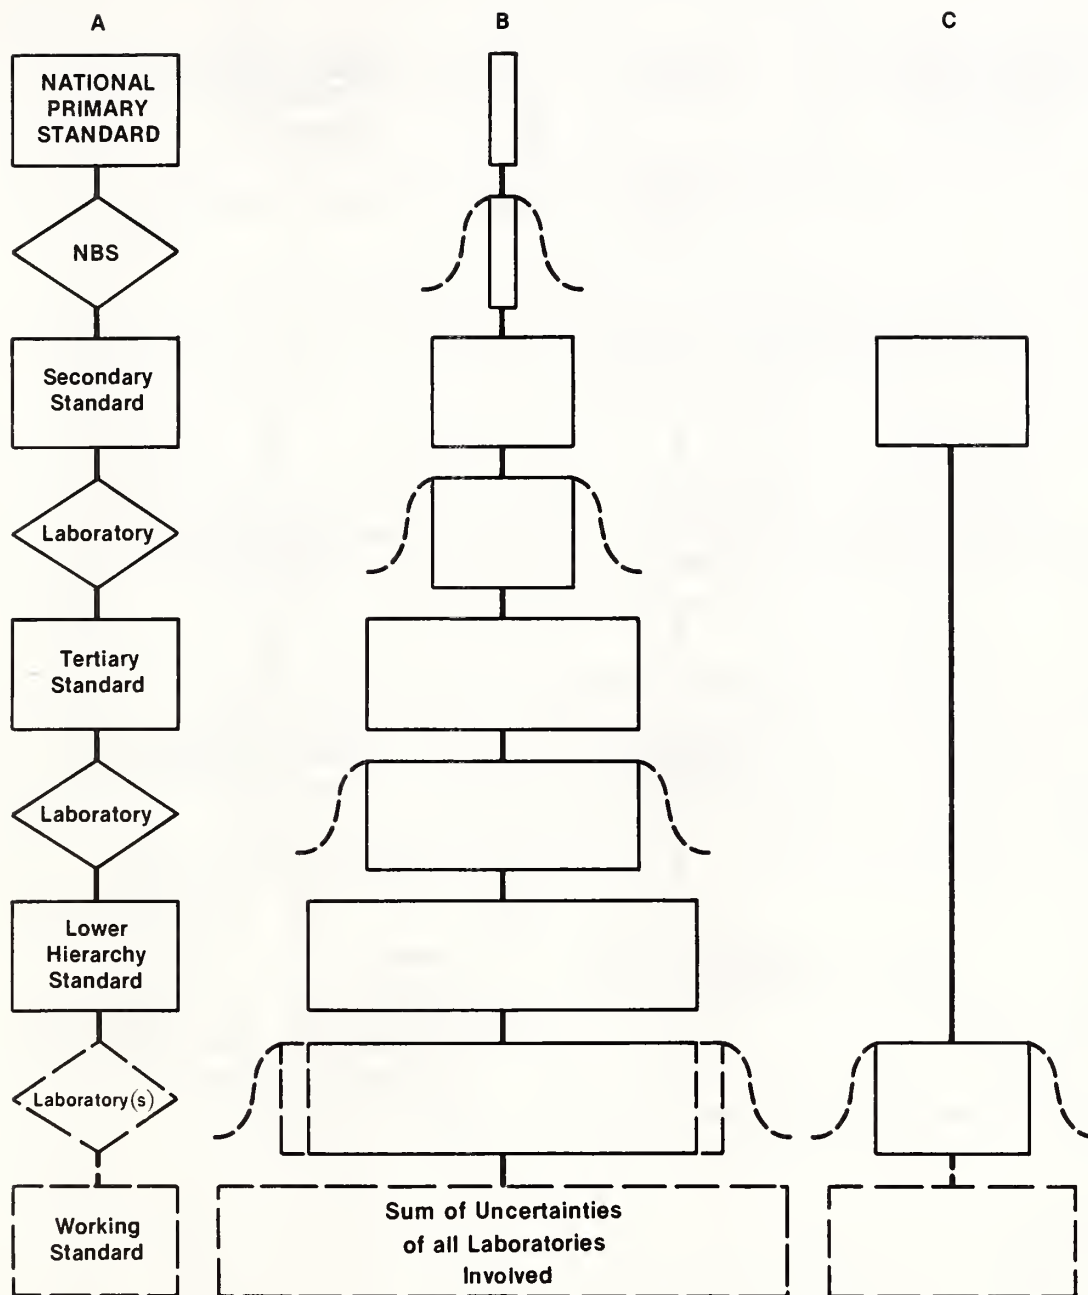 A B C
NATIONAL
PRIMARY
STANDARD
NBS
Secondary
Standard
Laboratory
Tertiary
Standard
Laboratory
Lower
Hierarchy
Standard
Laboratory(s)
Working
Standard
Sum of Uncertainties
of all Laboratories
Involved